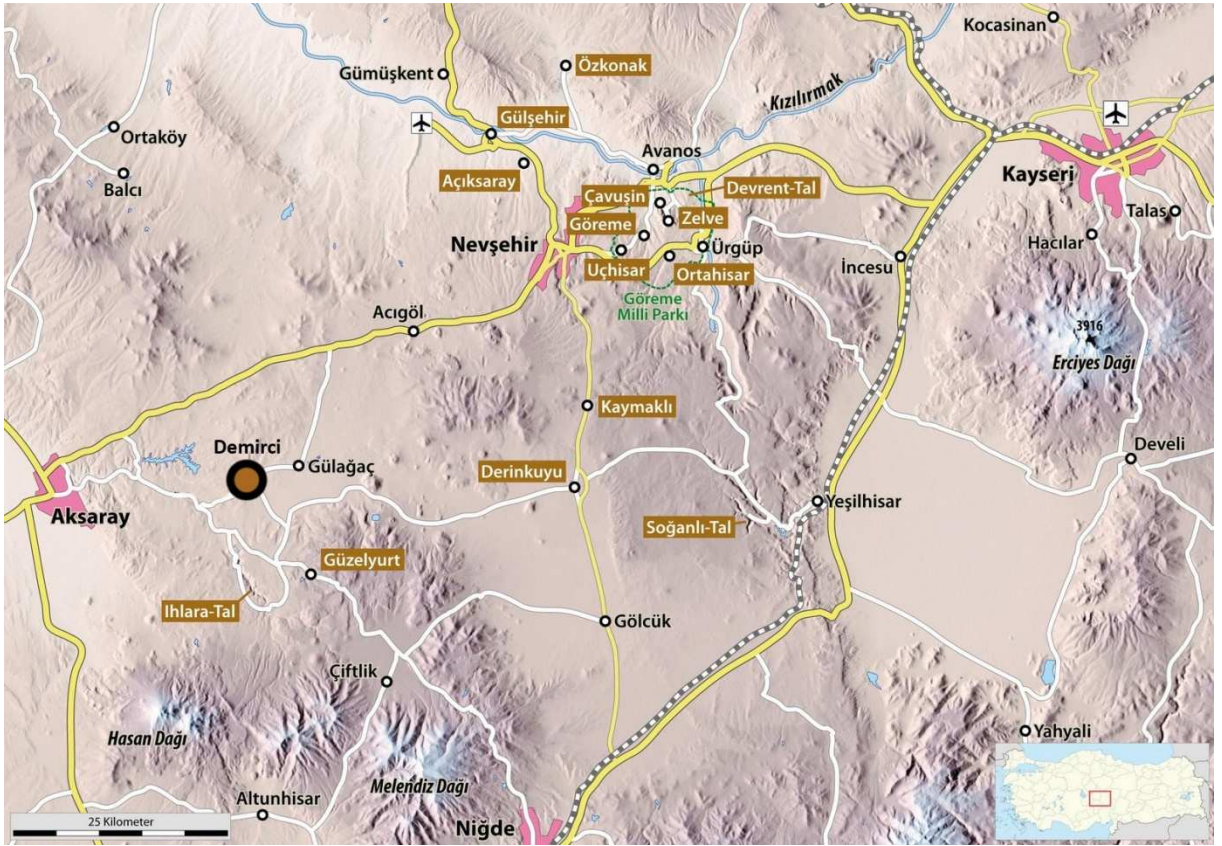 Kocasinan
Özkonak
Gümüşkent
Kızılırmak
Gülşehir
Ortaköy
Avanos
Balcı
Açıksaray
Devrent-Tal
Kayseri
Çavuşin
Talas
Zelve
Göreme
Nevşehir
Hacılar
Ürgüp
İncesu
Uçhisar
Ortahisar
Göreme
Milli Parkı
Acıgöl
3916
Erciyes Dağı
Kaymaklı
Demirci
Develi
Gülağaç
Derinkuyu
Yeşilhisar
Aksaray
Soğanlı-Tal
Güzelyurt
Ihlara-Tal
Gölcük
Çiftlik
Hasan Dağı
Yahyali
Melendiz Dağı
Altunhisar
25 Kilometer
Niğde